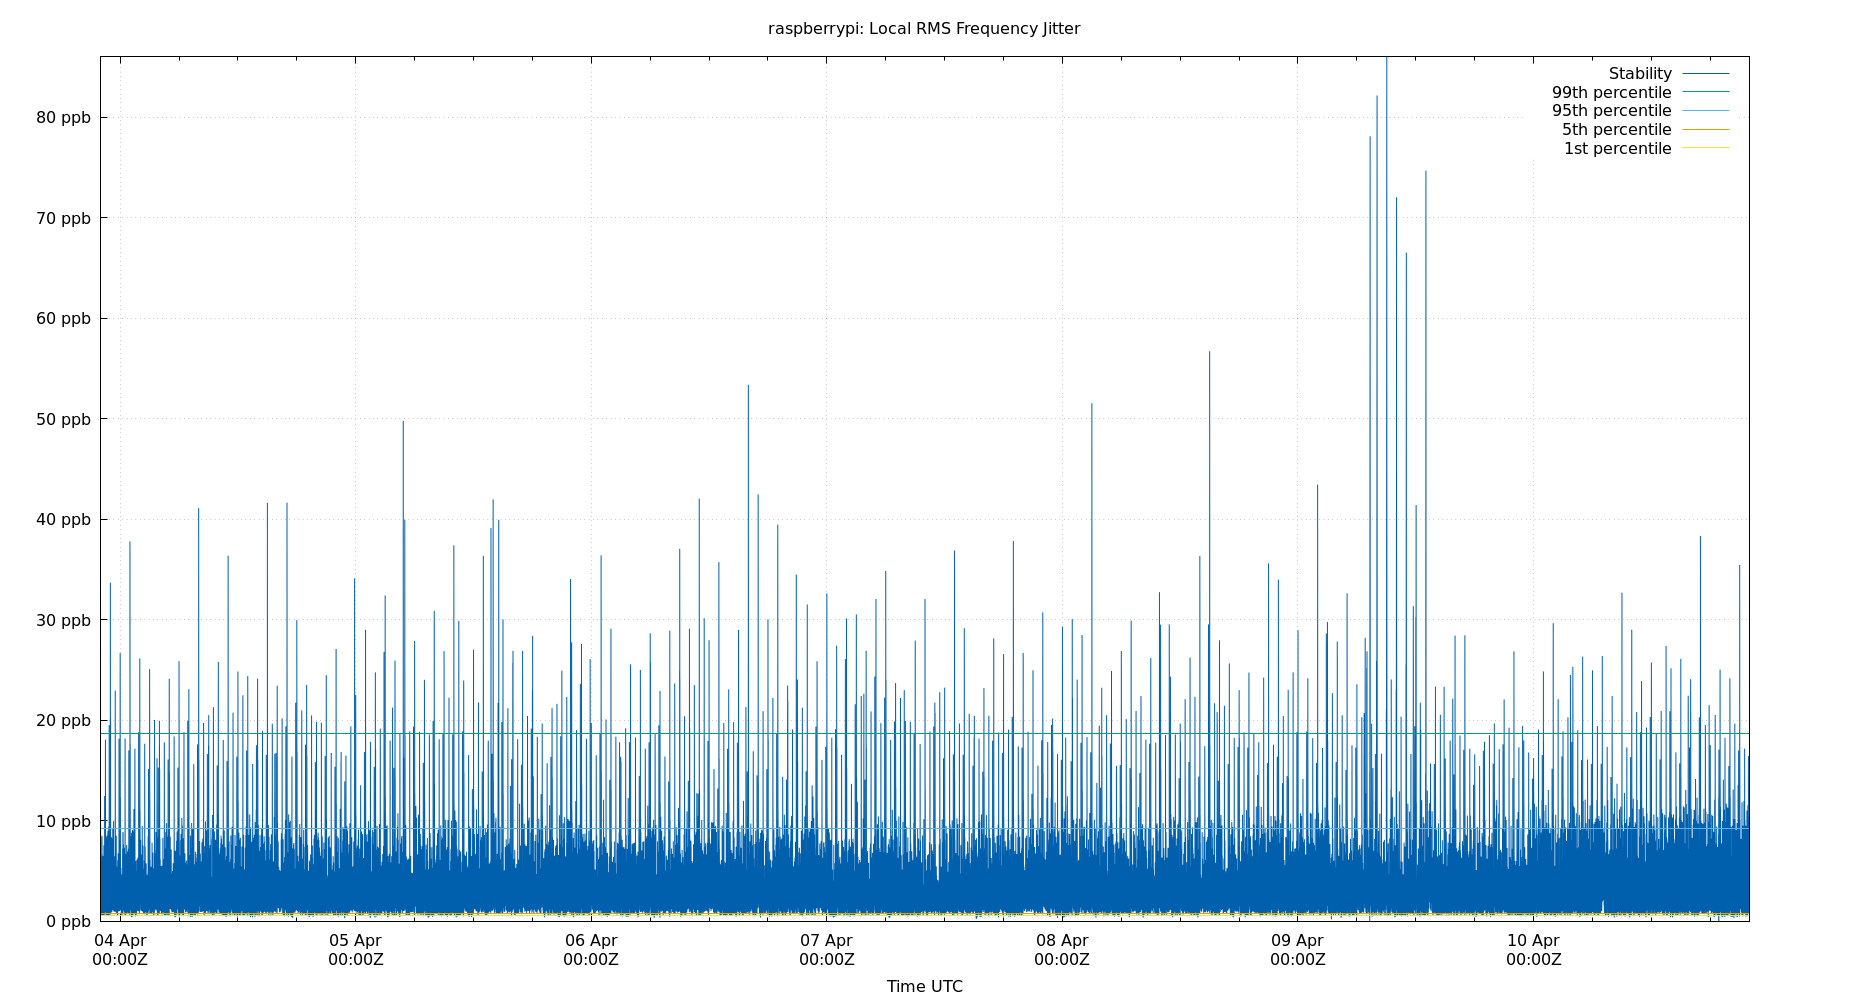 raspberrypi: Local RMS Frequency Jitter
Stability
99th percentile
95th percentile
5th percentile
1st percentile
80 ppb
70 ppb
60 ppb
50 ppb
40 ppb
30 ppb
20 ppb
10 ppb
0 ppb
04 Apr 05 Apr 06 Apr 07 Apr 08 Apr 09 Apr 10 Apr
00:00Z 00:00Z 00:00Z 00:00Z 00:00Z 00:00Z 00:00Z
Time UTC